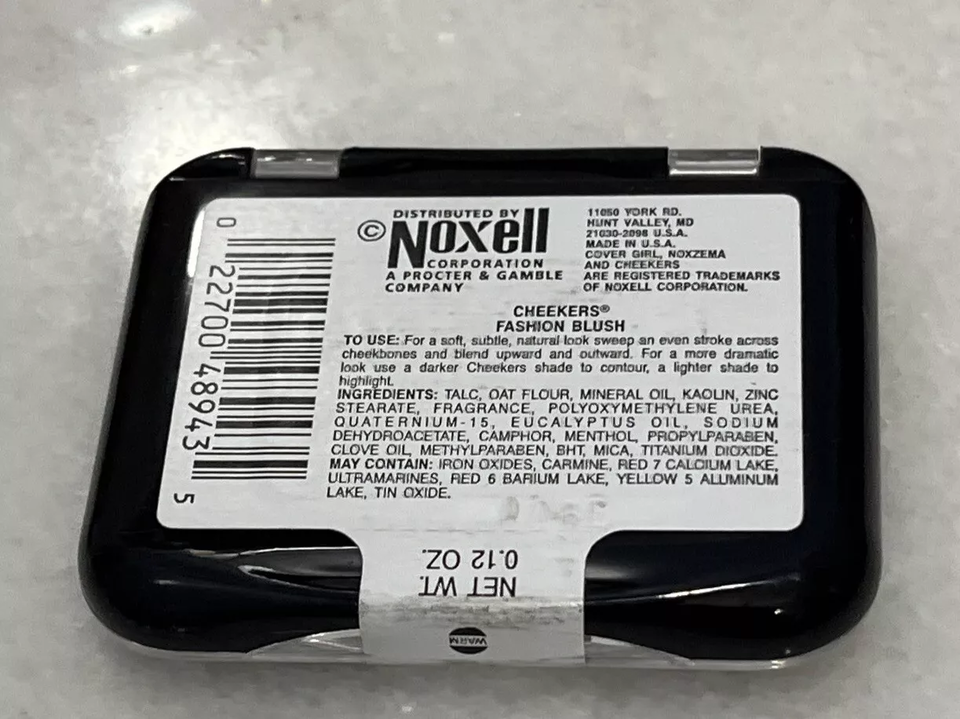 DISTRIBUTED BY
© Noxell
CORPORATION
A PROCTER & GAMBLE
COMPANY
11050 YORK RD.
HUNT VALLEY, MD
21030-2098 U.S.A.
MADE IN U.S.A.
COVER GIRL, NOXZEMA
AND CHEEKERS
ARE REGISTERED TRADEMARKS
OF NOXELL CORPORATION.
CHEEKERS®
FASHION BLUSH
TO USE: For a soft, subtle, natural look sweep an even stroke across
cheekbones and blend upward and outward. For a more dramatic
look use a darker Cheekers shade to contour, a lighter shade to
highlight.
INGREDIENTS: TALC, OAT FLOUR, MINERAL OIL, KAOLIN, ZINC
STEARATE, FRAGRANCE, POLYOXYMETHYLENE UREA,
QUATERNIUM-15, EUCALYPTUS OIL, SODIUM
DEHYDROACETATE, CAMPHOR, MENTHOL, PROPYLPARABEN,
CLOVE OIL, METHYLPARABEN, BHT, MICA, TITANIUM DIOXIDE.
MAY CONTAIN: IRON OXIDES, CARMINE, RED 7 CALCIUM LAKE,
ULTRAMARINES, RED 6 BARIUM LAKE, YELLOW 5 ALUMINUM
LAKE, TIN OXIDE.
0 22700 48943 5
NET WT.
0.12 OZ.
WARM